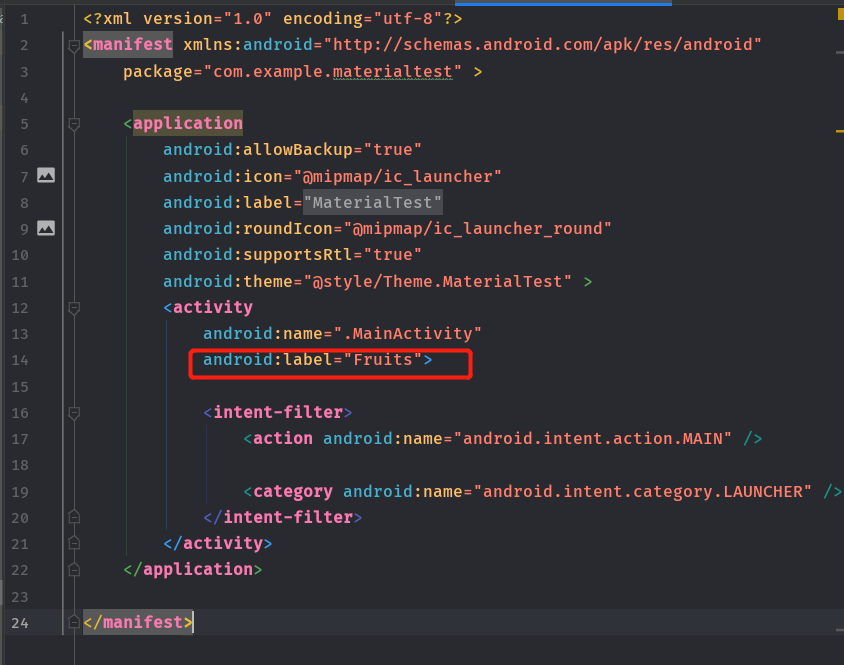 1 <?xml version="1.0" encoding="utf-8"?>
2 <manifest xmlns:android="http://schemas.android.com/apk/res/android"
3 package="com.example.materialtest" >
4
5 <application
6 android:allowBackup="true"
7 android:icon="@mipmap/ic_launcher"
8 android:label="MaterialTest"
9 android:roundIcon="@mipmap/ic_launcher_round"
10 android:supportsRtl="true"
11 android:theme="@style/Theme.MaterialTest" >
12 <activity
13 android:name=".MainActivity"
14 android:label="Fruits">
15
16 <intent-filter>
17 <action android:name="android.intent.action.MAIN" />
18
19 <category android:name="android.intent.category.LAUNCHER" />
20 </intent-filter>
21 </activity>
22 </application>
23
24 </manifest>